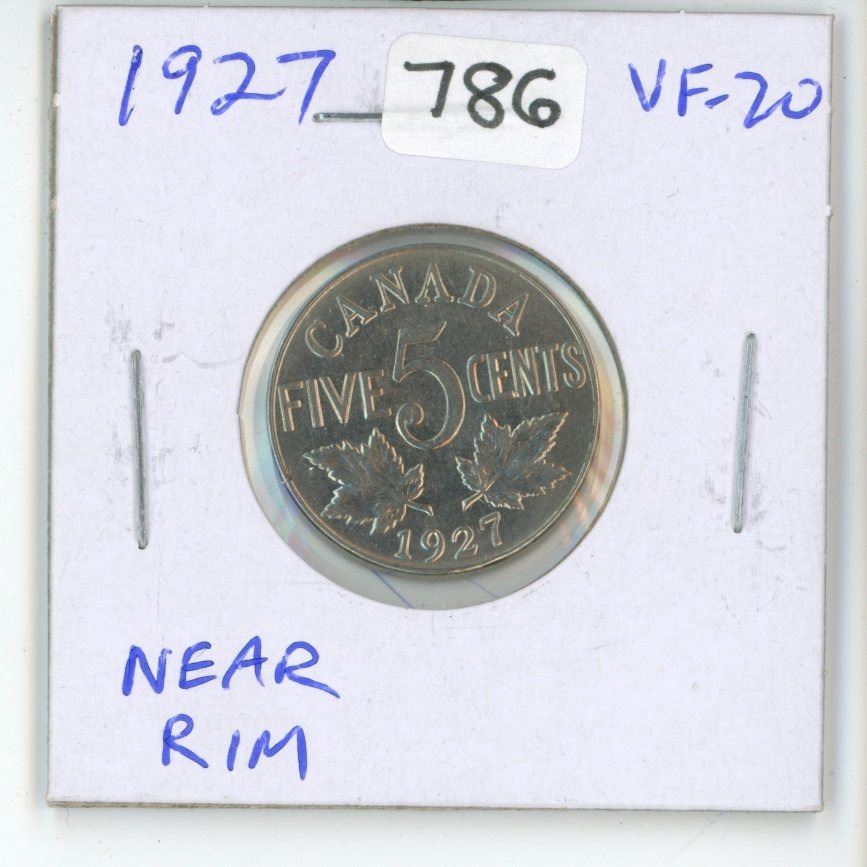 1927 786 VF-20
CANADA
FIVE 5 CENTS
1927
NEAR
RIM